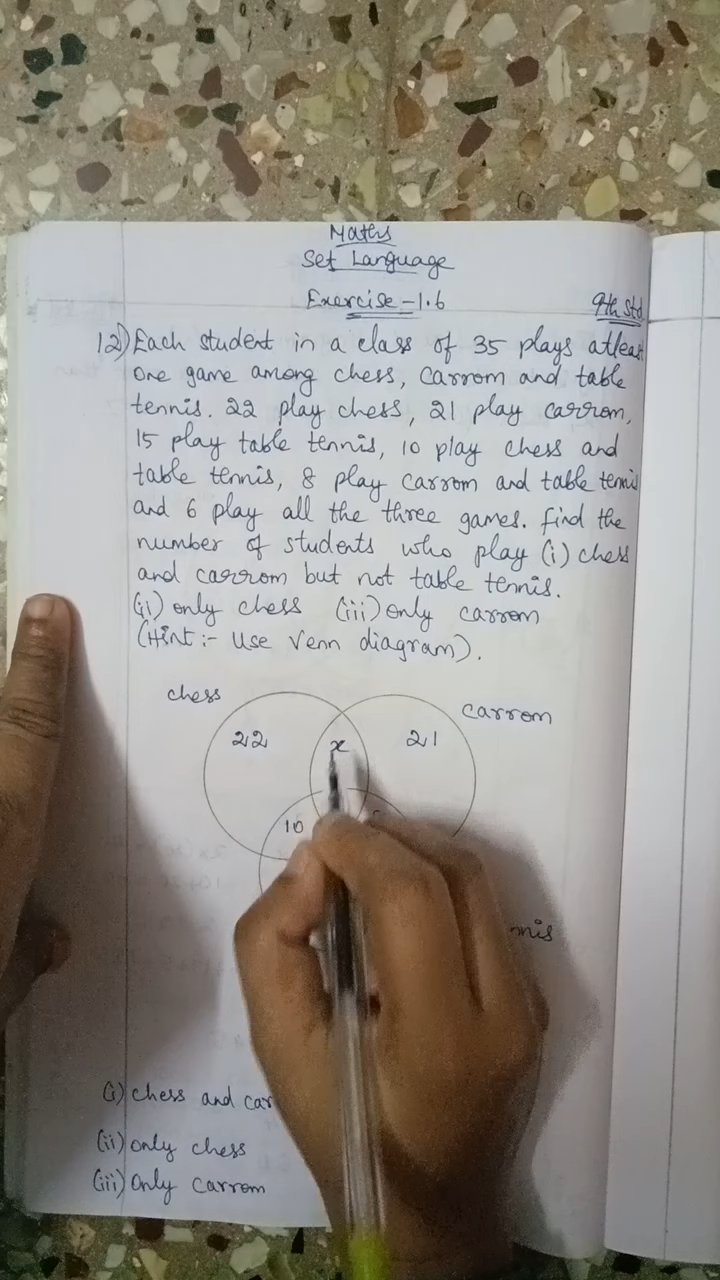 Maths
Set Language
Exercise-1.6
9th std
12) Each student in a class of 35 plays atleast
one game among chess, carrom and table
tennis. 22 play chess, 21 play carrom,
15 play table tennis, 10 play chess and
table tennis, 8 play carrom and table tennis
and 6 play all the three games. find the
number of students who play (i) chess
and carrom but not table tennis.
(ii) only chess (iii) only carrom
(Hint:- Use Venn diagram).
chess
carrom
22 x 21
10
nnis
(i) chess and car
(ii) only chess
(iii) only carrom